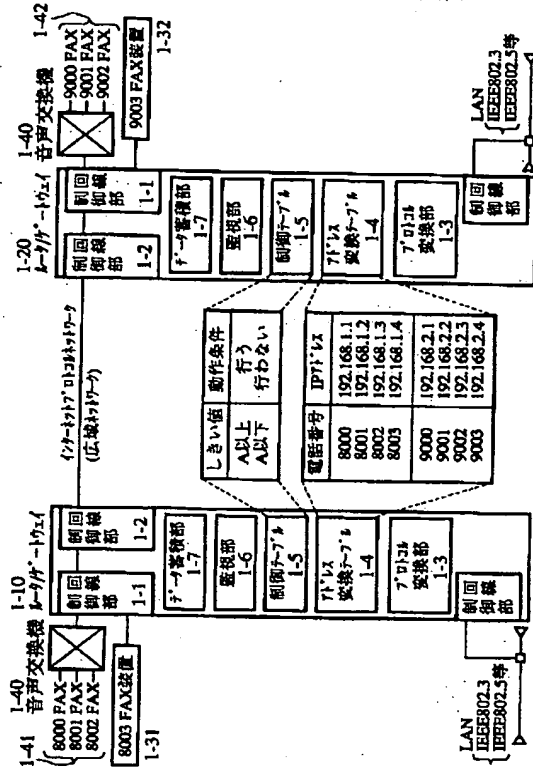 1-40
音声交換機
1-41
8000 FAX
8001 FAX
8002 FAX
8003 FAX装置
1-31
1-10
ルータ/ゲートウェイ
回線
制御部
1-1
回線
制御部
1-2
データ蓄積部
1-7
監視部
1-6
制御テーブル
1-5
アドレス
変換テーブル
1-4
プロトコル
変換部
1-3
回線
制御部
LAN
IEEE802.3
IEEE802.5等
インターネットプロトコルネットワーク
(広域ネットワーク)
しきい値 動作条件
A以上 行う
A以下 行わない
電話番号 IPアドレス
8000 192.168.1.1
8001 192.168.1.2
8002 192.168.1.3
8003 192.168.1.4
9000 192.168.2.1
9001 192.168.2.2
9002 192.168.2.3
9003 192.168.2.4
1-20
ルータ/ゲートウェイ
回線
制御部
1-2
回線
制御部
1-1
データ蓄積部
1-7
監視部
1-6
制御テーブル
1-5
アドレス
変換テーブル
1-4
プロトコル
変換部
1-3
回線
制御部
1-40
音声交換機
1-42
9000 FAX
9001 FAX
9002 FAX
9003 FAX装置
1-32
LAN
IEEE802.3
IEEE802.5等